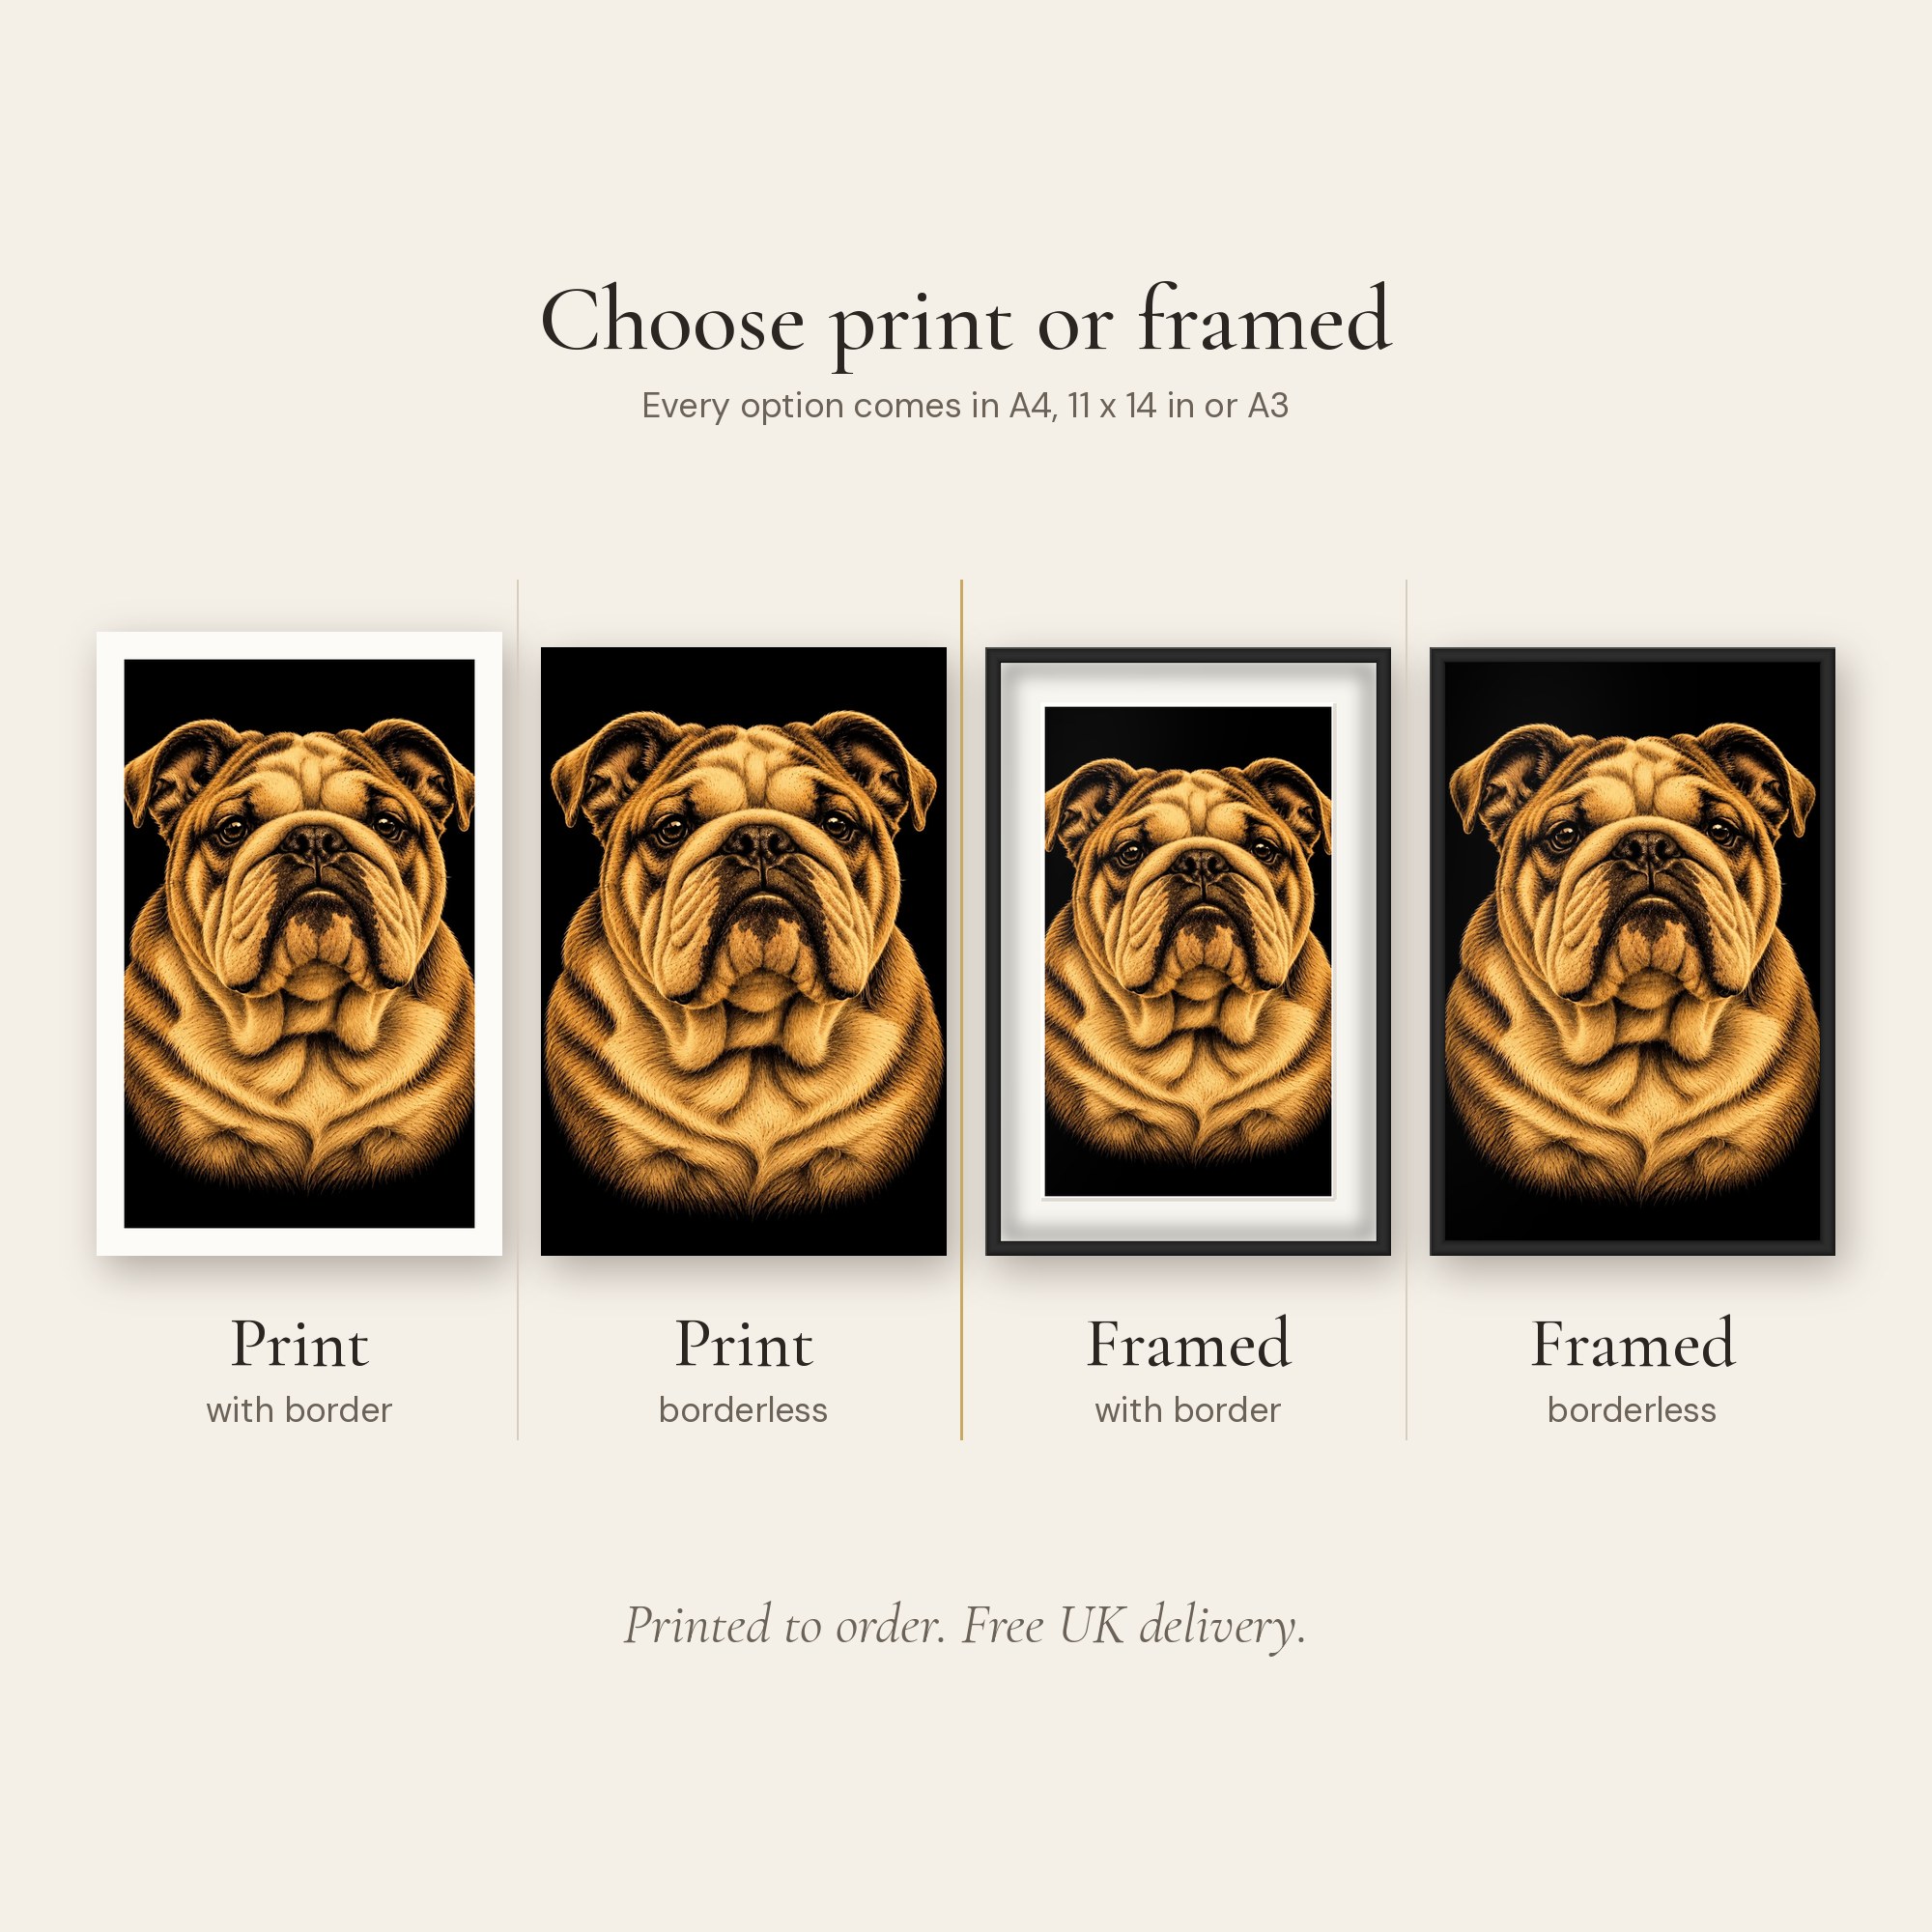 Choose print or framed
Every option comes in A4, 11 x 14 in or A3
Print
with border
Print
borderless
Framed
with border
Framed
borderless
Printed to order. Free UK delivery.